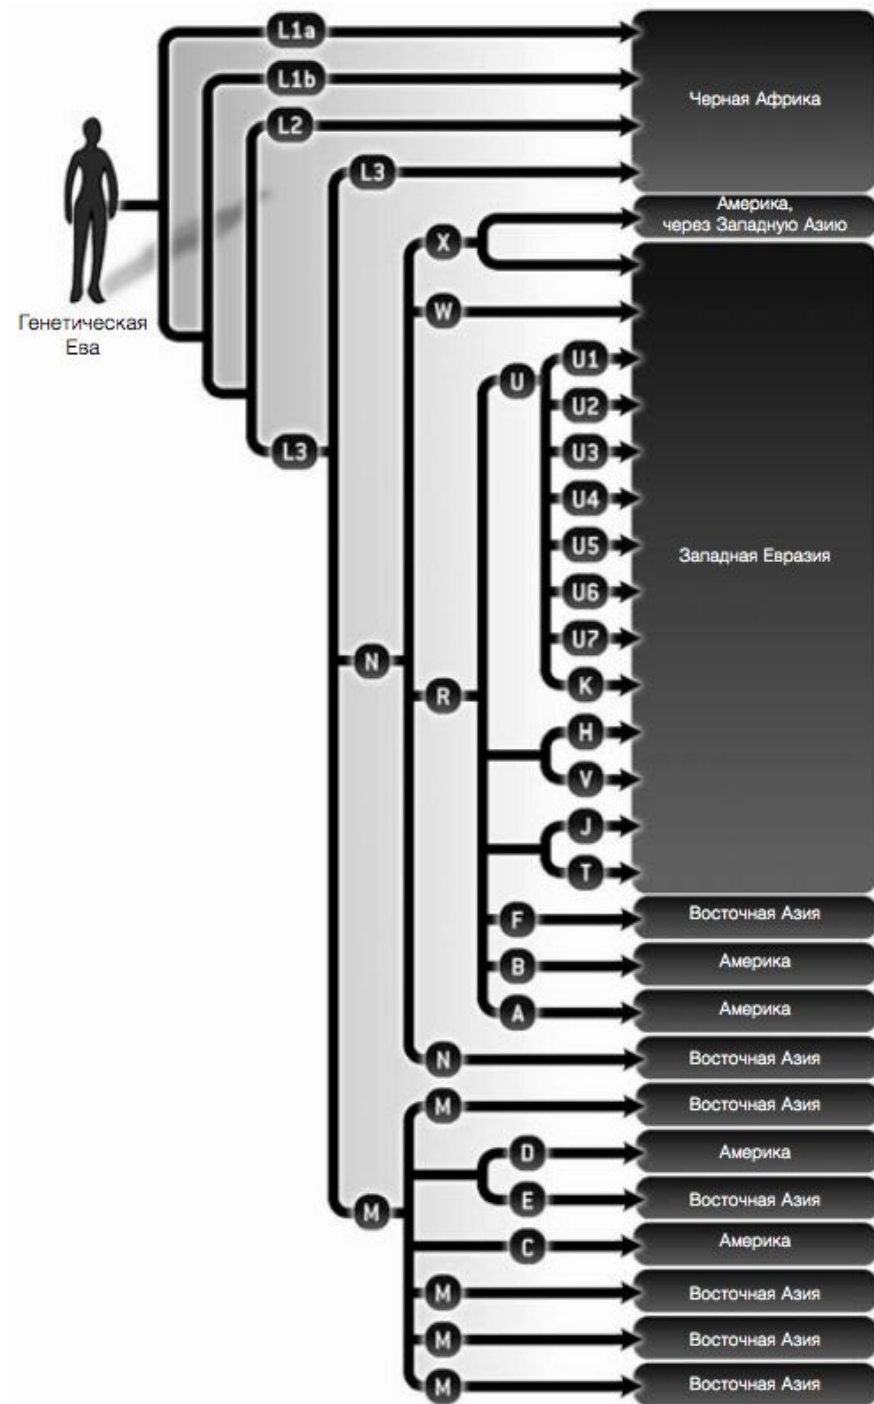 L1a
L1b
Черная Африка
L2
L3
Америка,
через Западную Азию
X
Генетическая
Ева
W
U1
U
U2
L3
U3
U4
U5
Западная Евразия
U6
U7
N
K
R
H
V
J
T
F
Восточная Азия
B
Америка
A
Америка
N
Восточная Азия
M
Восточная Азия
D
Америка
E
Восточная Азия
M
C
Америка
M
Восточная Азия
M
Восточная Азия
M
Восточная Азия